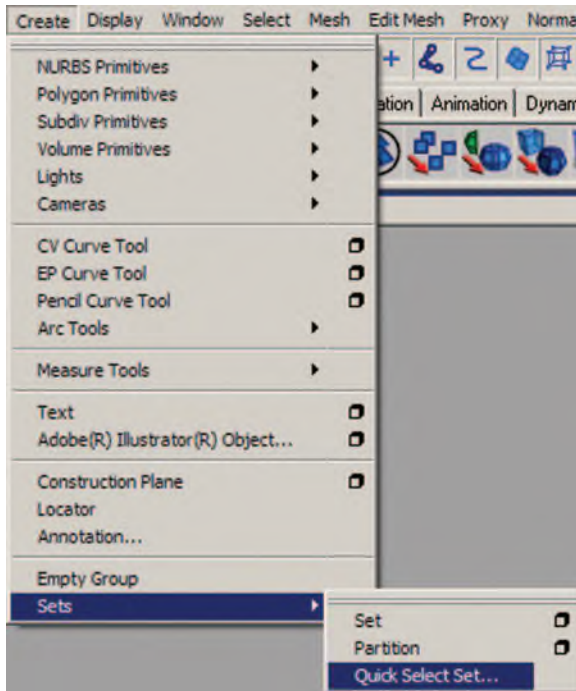 Create Display Window Select Mesh Edit Mesh Proxy
NURBS Primitives
Polygon Primitives
Subdiv Primitives
Volume Primitives
Lights
Cameras
Animation Dynam
CV Curve Tool
EP Curve Tool
Pencil Curve Tool
Arc Tools
Measure Tools
Text
Adobe(R) Illustrator(R) Object...
Construction Plane
Locator
Annotation...
Empty Group
Sets
Set
Partition
Quick Select Set...